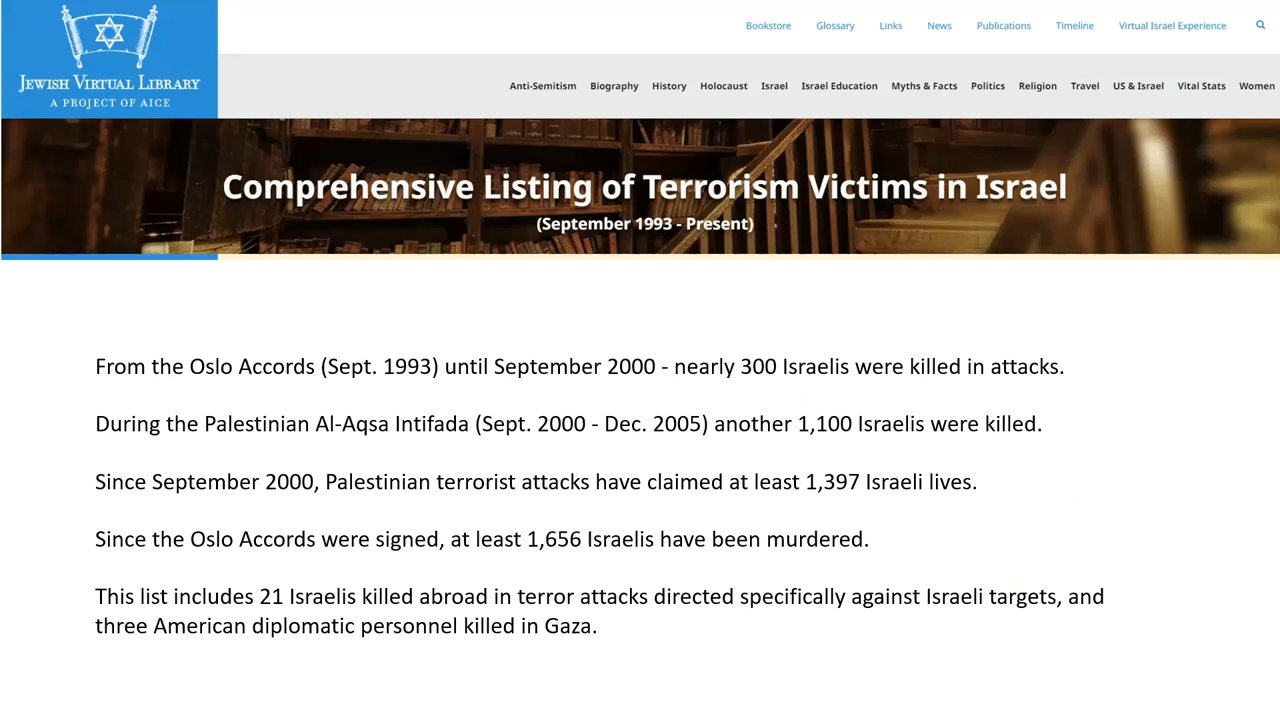 Bookstore Glossary Links News Publications Timeline Virtual Israel Experience
JEWISH VIRTUAL LIBRARY
A PROJECT OF AICE
Anti-Semitism Biography History Holocaust Israel Israel Education Myths & Facts Politics Religion Travel US & Israel Vital Stats Women
Comprehensive Listing of Terrorism Victims in Israel
(September 1993 - Present)
From the Oslo Accords (Sept. 1993) until September 2000 - nearly 300 Israelis were killed in attacks.
During the Palestinian Al-Aqsa Intifada (Sept. 2000 - Dec. 2005) another 1,100 Israelis were killed.
Since September 2000, Palestinian terrorist attacks have claimed at least 1,397 Israeli lives.
Since the Oslo Accords were signed, at least 1,656 Israelis have been murdered.
This list includes 21 Israelis killed abroad in terror attacks directed specifically against Israeli targets, and
three American diplomatic personnel killed in Gaza.